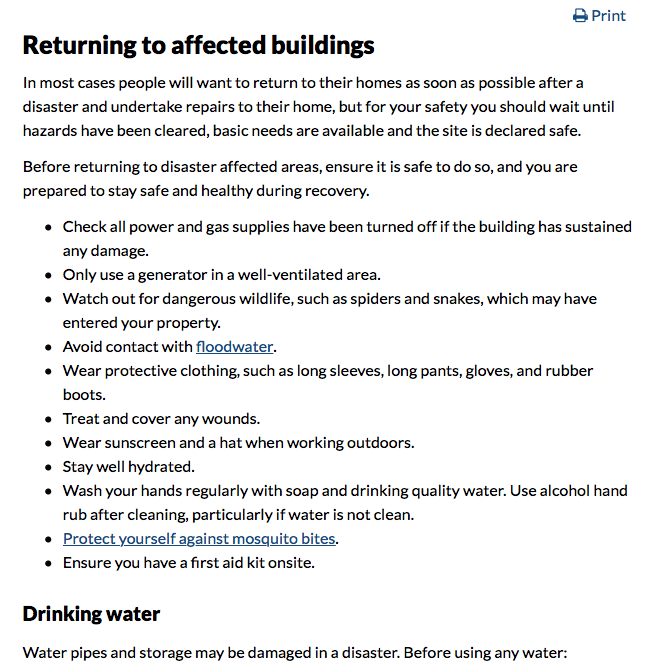 Print
Returning to affected buildings
In most cases people will want to return to their homes as soon as possible after a
disaster and undertake repairs to their home, but for your safety you should wait until
hazards have been cleared, basic needs are available and the site is declared safe.
Before returning to disaster affected areas, ensure it is safe to do so, and you are
prepared to stay safe and healthy during recovery.
• Check all power and gas supplies have been turned off if the building has sustained
any damage.
• Only use a generator in a well-ventilated area.
• Watch out for dangerous wildlife, such as spiders and snakes, which may have
entered your property.
• Avoid contact with floodwater.
• Wear protective clothing, such as long sleeves, long pants, gloves, and rubber
boots.
• Treat and cover any wounds.
• Wear sunscreen and a hat when working outdoors.
• Stay well hydrated.
• Wash your hands regularly with soap and drinking quality water. Use alcohol hand
rub after cleaning, particularly if water is not clean.
• Protect yourself against mosquito bites.
• Ensure you have a first aid kit onsite.
Drinking water
Water pipes and storage may be damaged in a disaster. Before using any water: